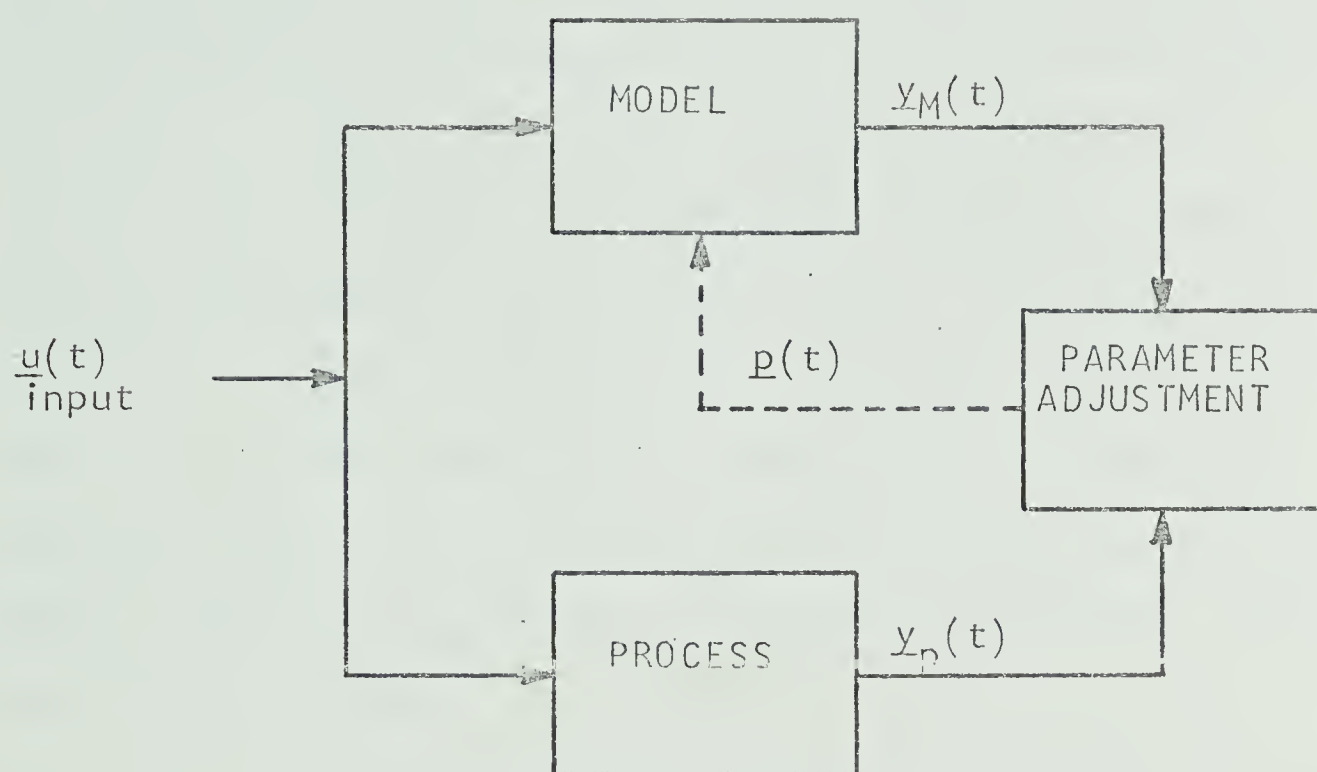 MODEL
y_M(t)
u(t)
input
p(t)
PARAMETER
ADJUSTMENT
PROCESS
y_p(t)